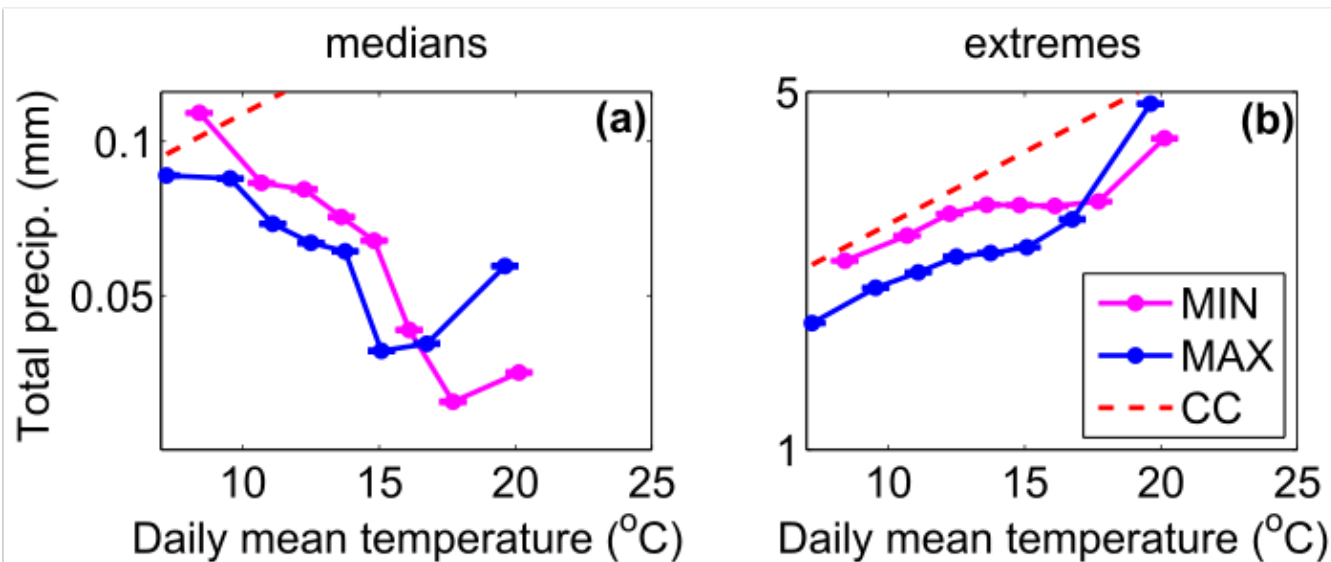 medians
extremes
Total precip. (mm)
0.1
0.05
(a)
10 15 20 25
Daily mean temperature (°C)
5
1
(b)
MIN
MAX
CC
10 15 20 25
Daily mean temperature (°C)